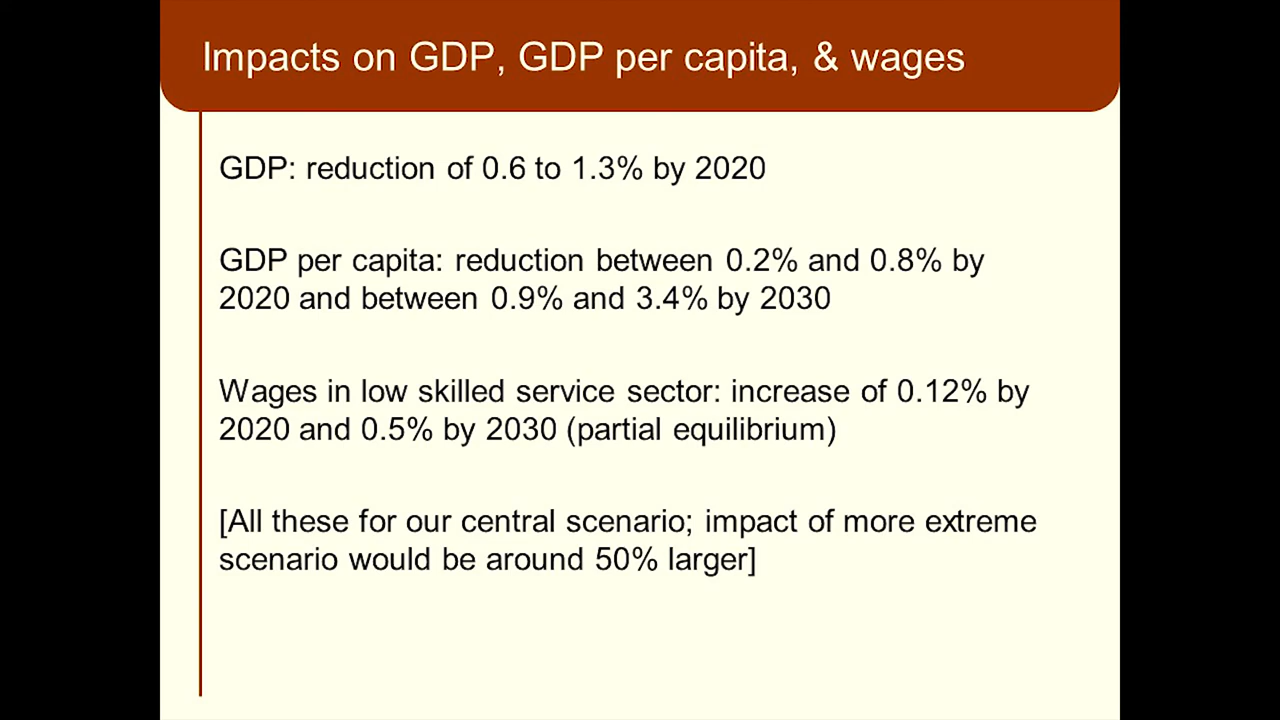 Impacts on GDP, GDP per capita, & wages
GDP: reduction of 0.6 to 1.3% by 2020
GDP per capita: reduction between 0.2% and 0.8% by
2020 and between 0.9% and 3.4% by 2030
Wages in low skilled service sector: increase of 0.12% by
2020 and 0.5% by 2030 (partial equilibrium)
[All these for our central scenario; impact of more extreme
scenario would be around 50% larger]